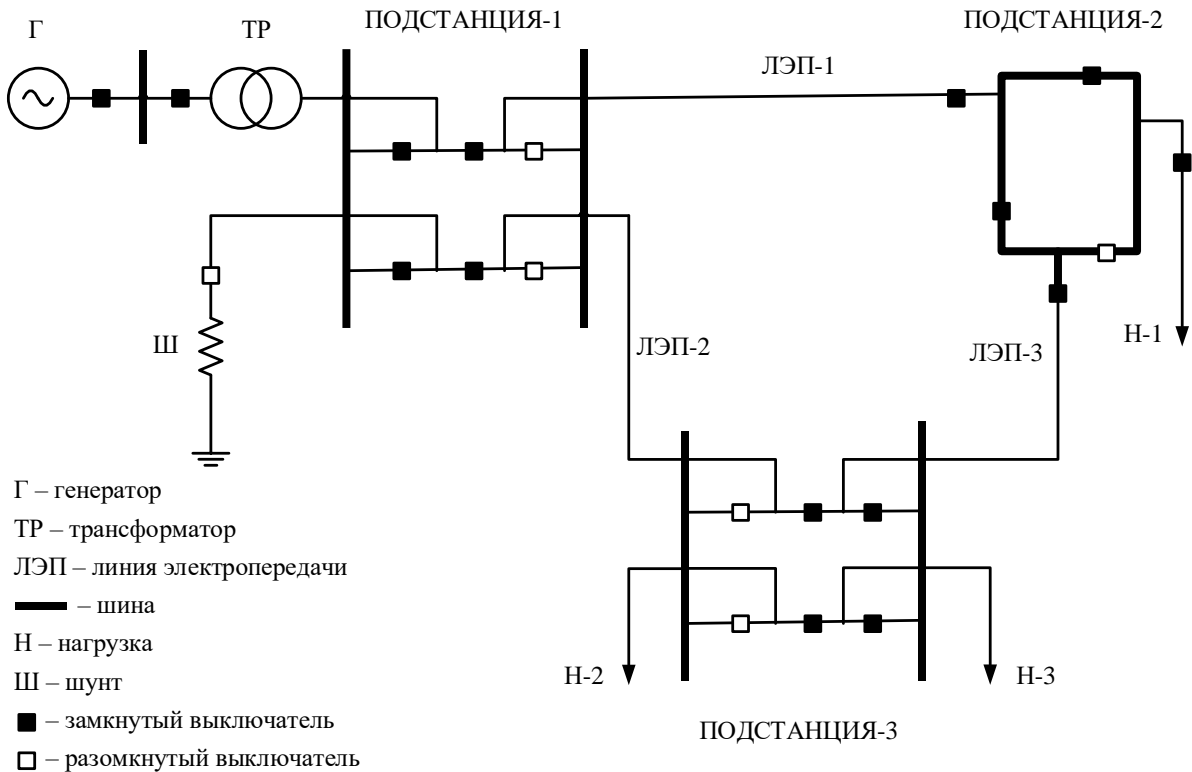 Г
ТР
ПОДСТАНЦИЯ-1
ПОДСТАНЦИЯ-2
ЛЭП-1
Ш
ЛЭП-2
ЛЭП-3
Н-1
Н-2
Н-3
ПОДСТАНЦИЯ-3
Г – генератор
ТР – трансформатор
ЛЭП – линия электропередачи
– шина
Н – нагрузка
Ш – шунт
– замкнутый выключатель
– разомкнутый выключатель